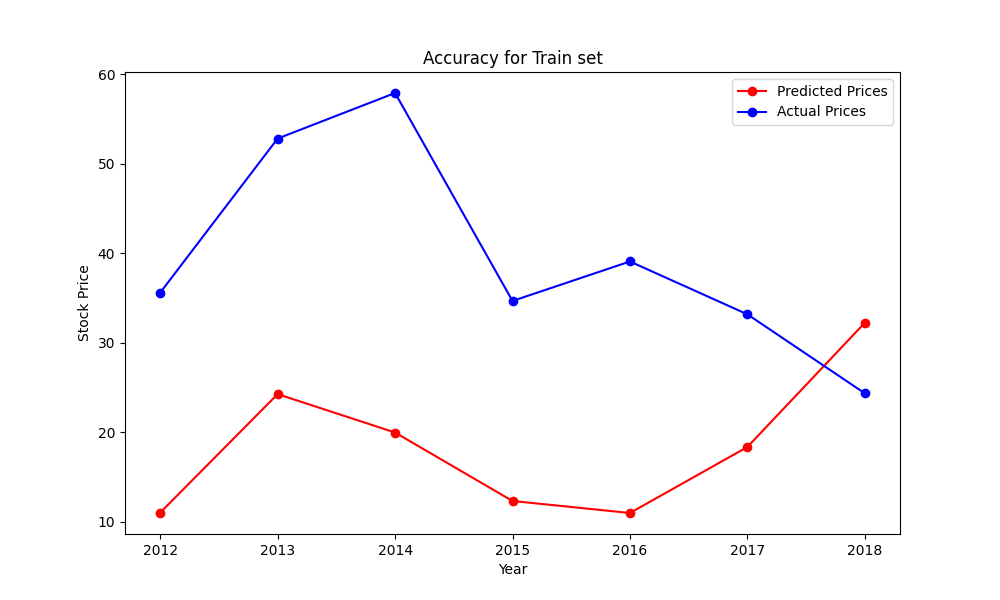 Accuracy for Train set
Predicted Prices
Actual Prices
60
50
40
30
20
10
Stock Price
2012 2013 2014 2015 2016 2017 2018
Year